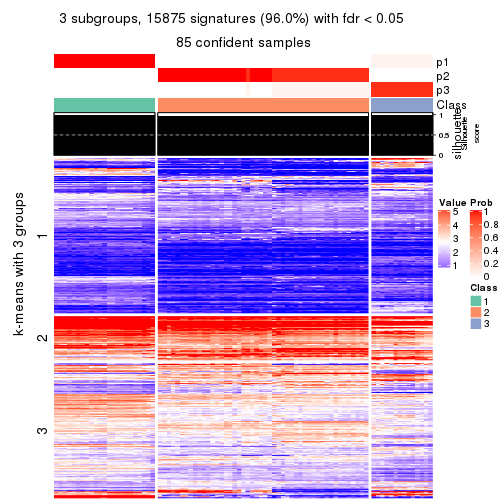 3 subgroups, 15875 signatures (96.0%) with fdr < 0.05
85 confident samples
p1
p2
p3
Class
silhouette
1
0.5
0
Silhouette
score
k-means with 3 groups
1
2
3
Value
5
4
3
2
1
Prob
1
0.8
0.6
0.4
0.2
0
Class
1
2
3